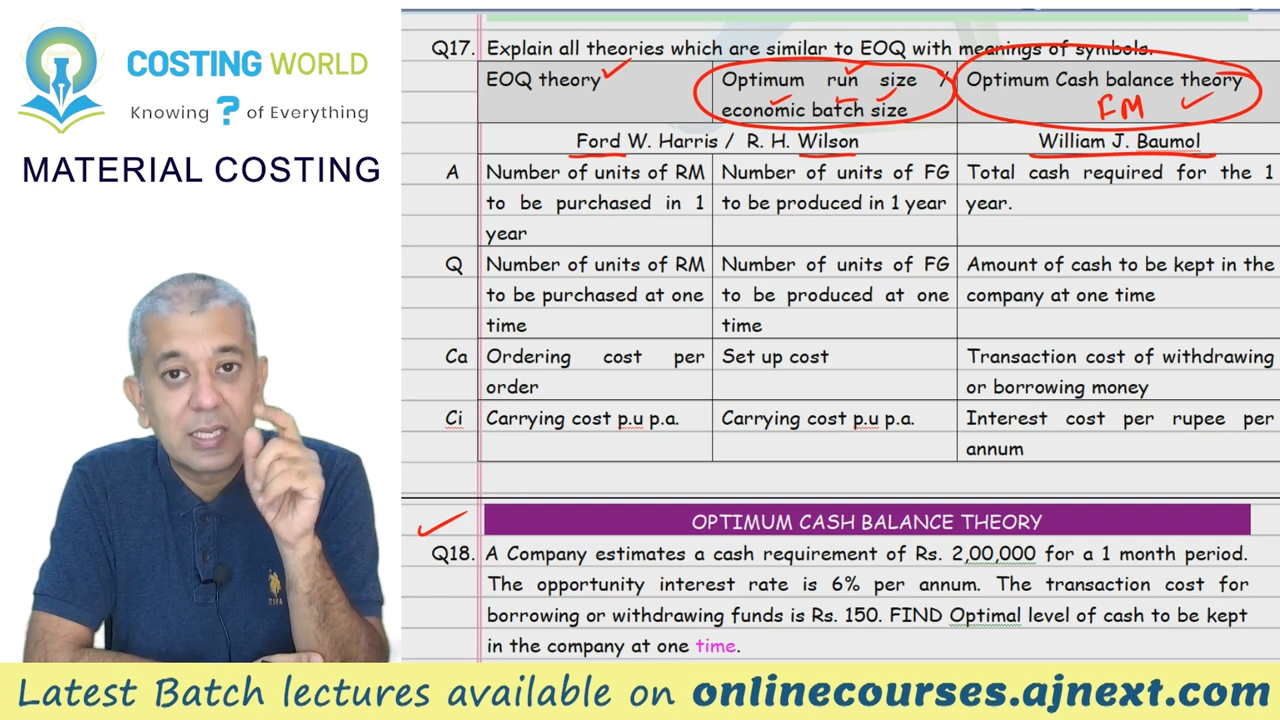 COSTING WORLD
Knowing ? of Everything
MATERIAL COSTING
Q17. Explain all theories which are similar to EOQ with meanings of symbols.
EOQ theory
Optimum run size /
economic batch size
Optimum Cash balance theory
FM
Ford W. Harris / R. H. Wilson
William J. Baumol
A
Number of units of RM
to be purchased in 1
year
Number of units of FG
to be produced in 1 year
Total cash required for the 1
year.
Q
Number of units of RM
to be purchased at one
time
Number of units of FG
to be produced at one
time
Amount of cash to be kept in the
company at one time
Ca
Ordering cost per
order
Set up cost
Transaction cost of withdrawing
or borrowing money
Ci
Carrying cost p.u p.a.
Carrying cost p.u p.a.
Interest cost per rupee per
annum
OPTIMUM CASH BALANCE THEORY
Q18. A Company estimates a cash requirement of Rs. 2,00,000 for a 1 month period.
The opportunity interest rate is 6% per annum. The transaction cost for
borrowing or withdrawing funds is Rs. 150. FIND Optimal level of cash to be kept
in the company at one time.
Latest Batch lectures available on onlinecourses.ajnext.com